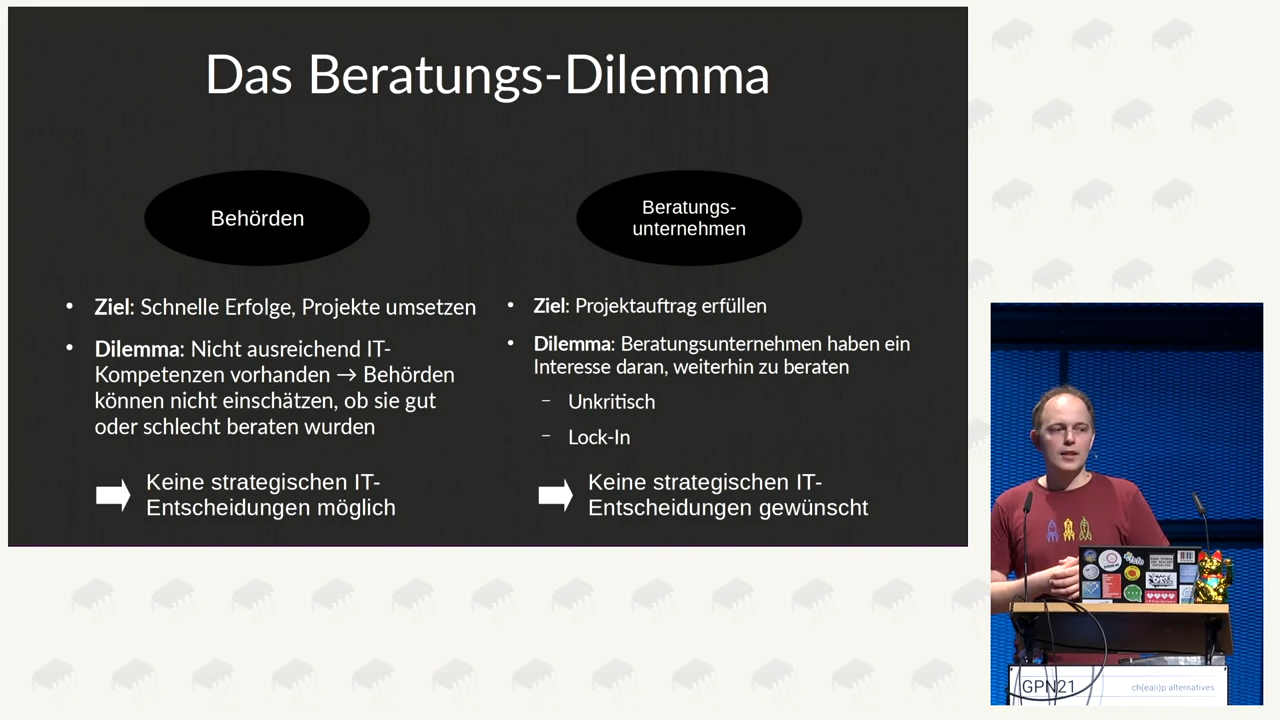 Das Beratungs-Dilemma
Behörden
Beratungs-
unternehmen
• Ziel: Schnelle Erfolge, Projekte umsetzen
• Dilemma: Nicht ausreichend IT-
Kompetenzen vorhanden → Behörden
können nicht einschätzen, ob sie gut
oder schlecht beraten wurden
Keine strategischen IT-
Entscheidungen möglich
• Ziel: Projektauftrag erfüllen
• Dilemma: Beratungsunternehmen haben ein
Interesse daran, weiterhin zu beraten
– Unkritisch
– Lock-In
Keine strategischen IT-
Entscheidungen gewünscht
GPN21
ch{ea|i}p alternatives